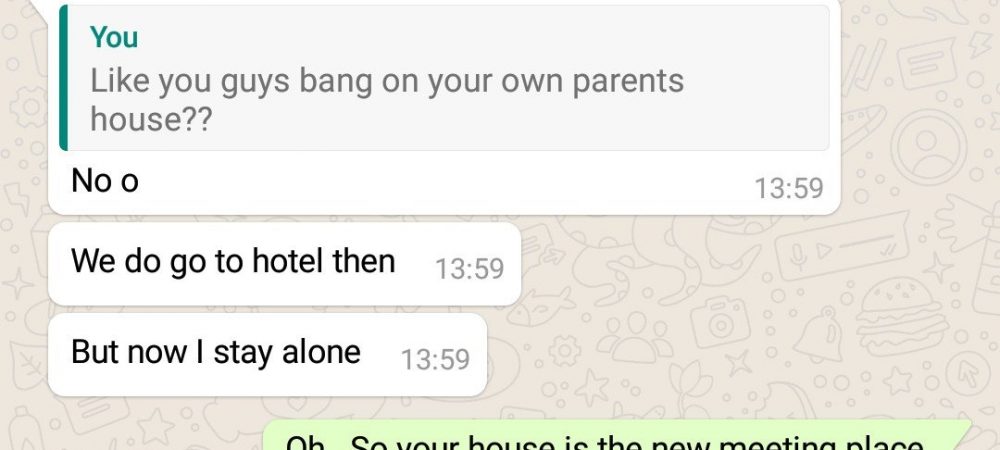 You
Like you guys bang on your own parents
house??
No o
13:59
We do go to hotel then 13:59
But now I stay alone 13:59
Oh.. So your house is the new meeting place